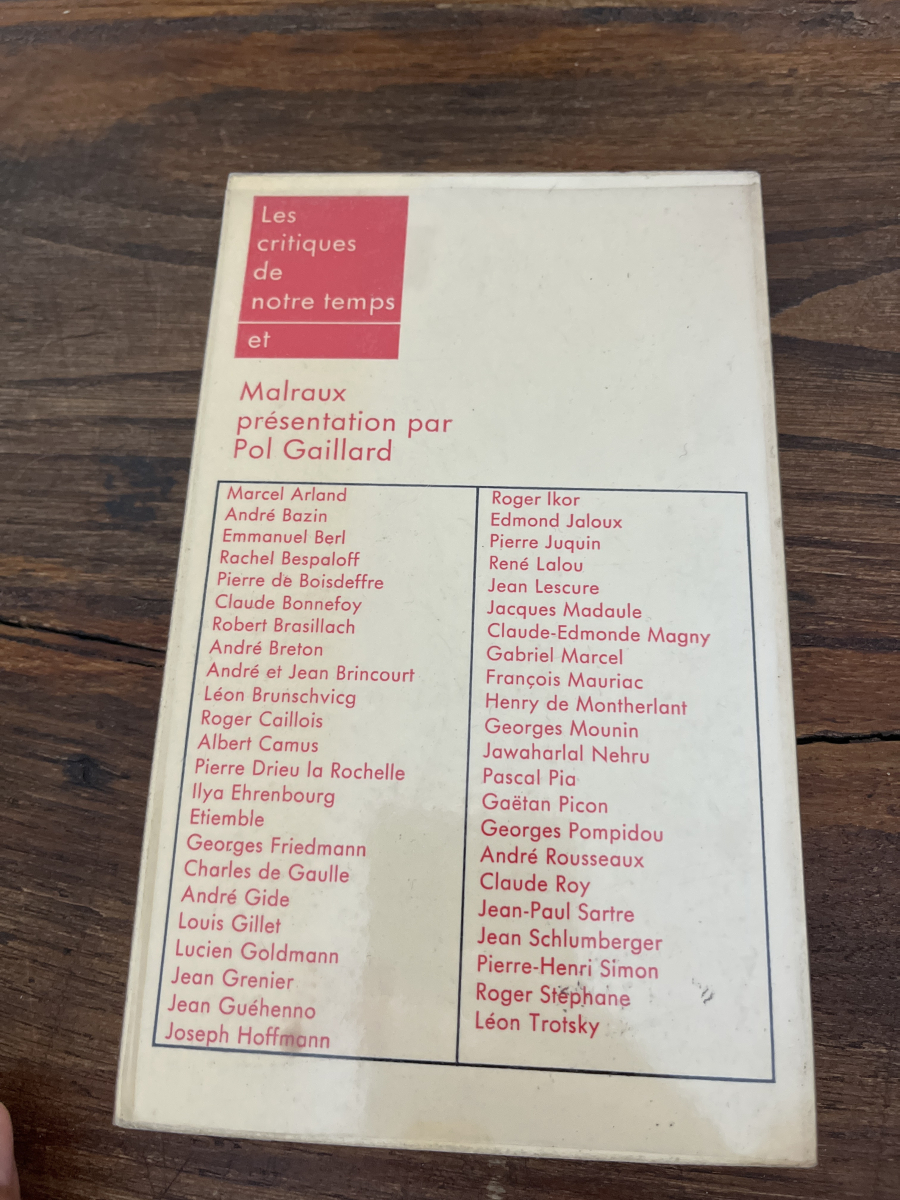 Les
critiques
de
notre temps
et
Malraux
présentation par
Pol Gaillard
Marcel Arland
André Bazin
Emmanuel Berl
Rachel Bespaloff
Pierre de Boisdeffre
Claude Bonnefoy
Robert Brasillach
André Breton
André et Jean Brincourt
Léon Brunschvicg
Roger Caillois
Albert Camus
Pierre Drieu la Rochelle
Ilya Ehrenbourg
Etiemble
Georges Friedmann
Charles de Gaulle
André Gide
Louis Gillet
Lucien Goldmann
Jean Grenier
Jean Guéhenno
Joseph Hoffmann
Roger Ikor
Edmond Jaloux
Pierre Juquin
René Lalou
Jean Lescure
Jacques Madaule
Claude-Edmonde Magny
Gabriel Marcel
François Mauriac
Henry de Montherlant
Georges Mounin
Jawaharlal Nehru
Pascal Pia
Gaëtan Picon
Georges Pompidou
André Rousseaux
Claude Roy
Jean-Paul Sartre
Jean Schlumberger
Pierre-Henri Simon
Roger Stéphane
Léon Trotsky